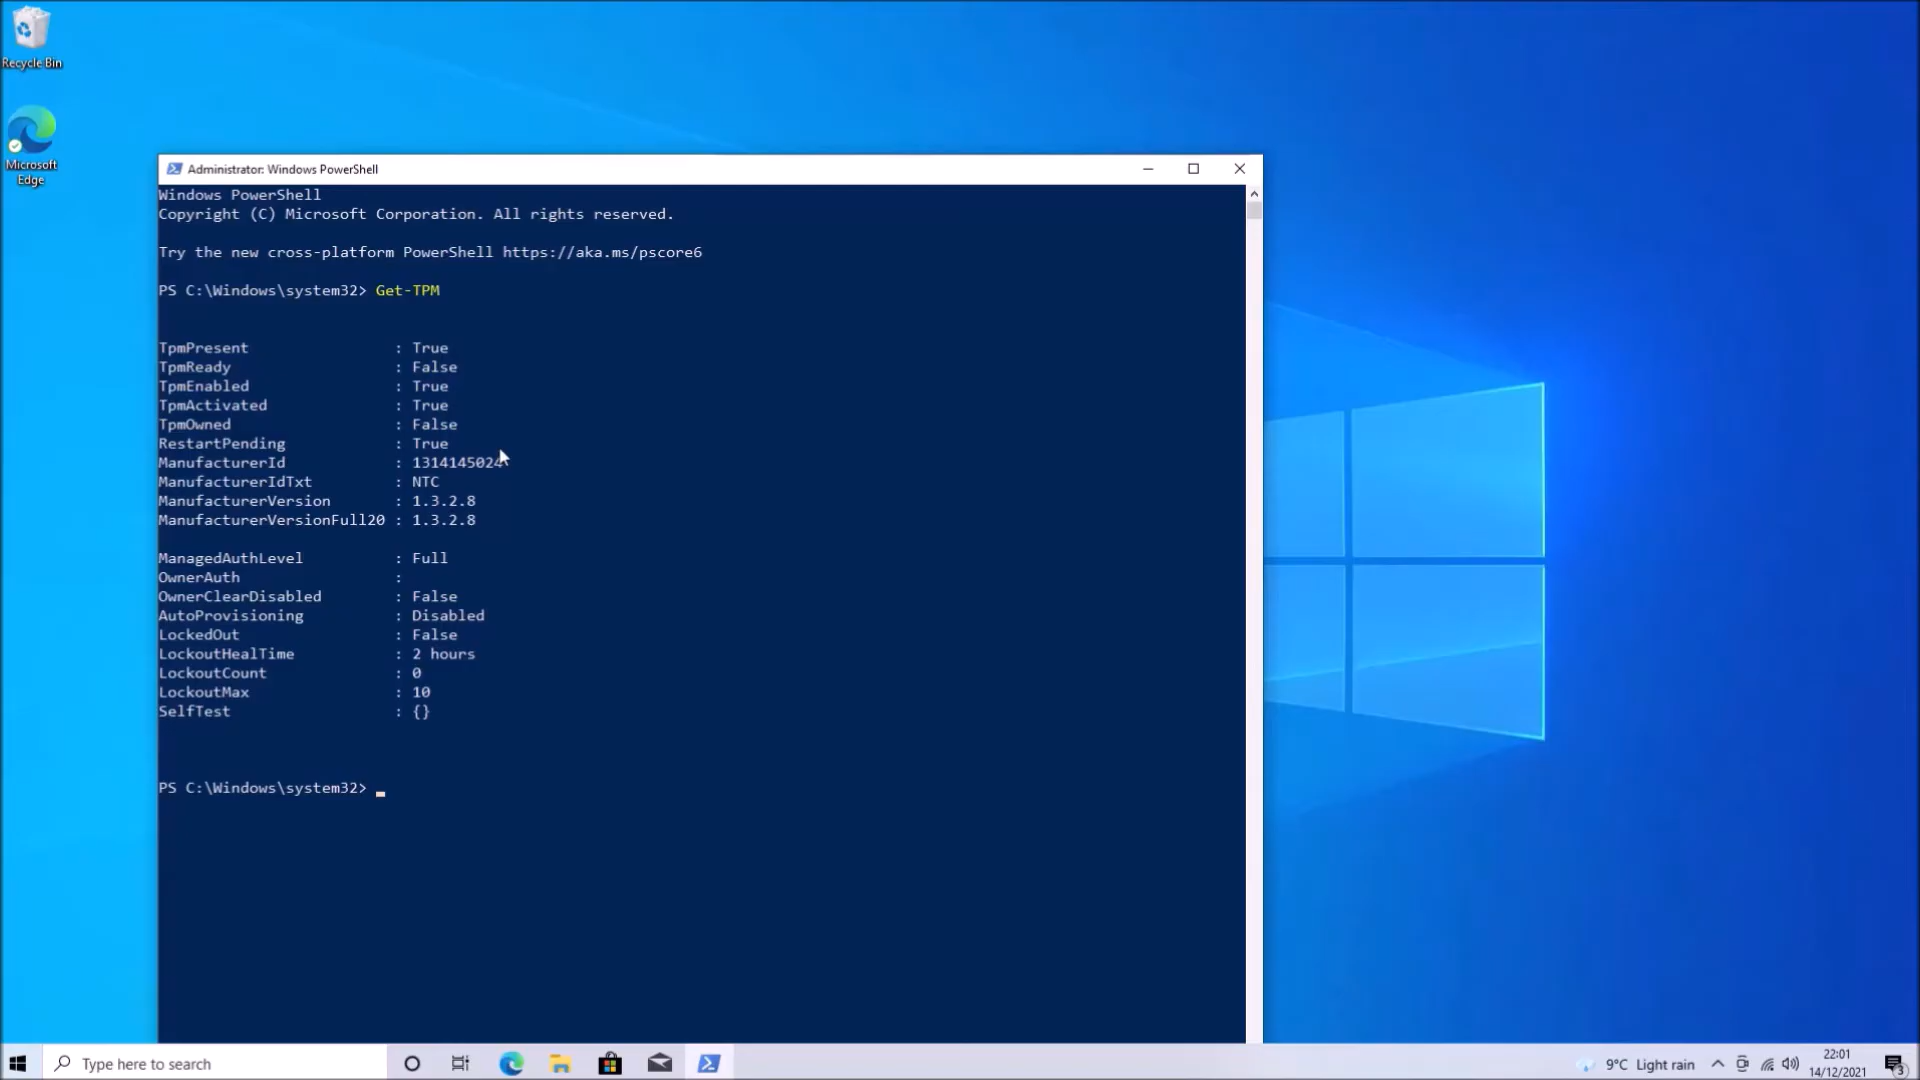 Recycle Bin
Microsoft
Edge
Administrator: Windows PowerShell
Windows PowerShell
Copyright (C) Microsoft Corporation. All rights reserved.
Try the new cross-platform PowerShell https://aka.ms/pscore6
PS C:\Windows\system32> Get-TPM
TpmPresent : True
TpmReady : False
TpmEnabled : True
TpmActivated : True
TpmOwned : False
RestartPending : True
ManufacturerId : 1314145024
ManufacturerIdTxt : NTC
ManufacturerVersion : 1.3.2.8
ManufacturerVersionFull20 : 1.3.2.8
ManagedAuthLevel : Full
OwnerAuth :
OwnerClearDisabled : False
AutoProvisioning : Disabled
LockedOut : False
LockoutHealTime : 2 hours
LockoutCount : 0
LockoutMax : 10
SelfTest : {}
PS C:\Windows\system32> _
Type here to search
9°C Light rain
22:01
14/12/2021
3